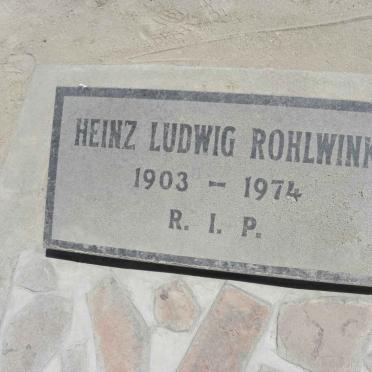 HEINZ LUDWIG ROHLWINK
1903 - 1974
R. I. P.